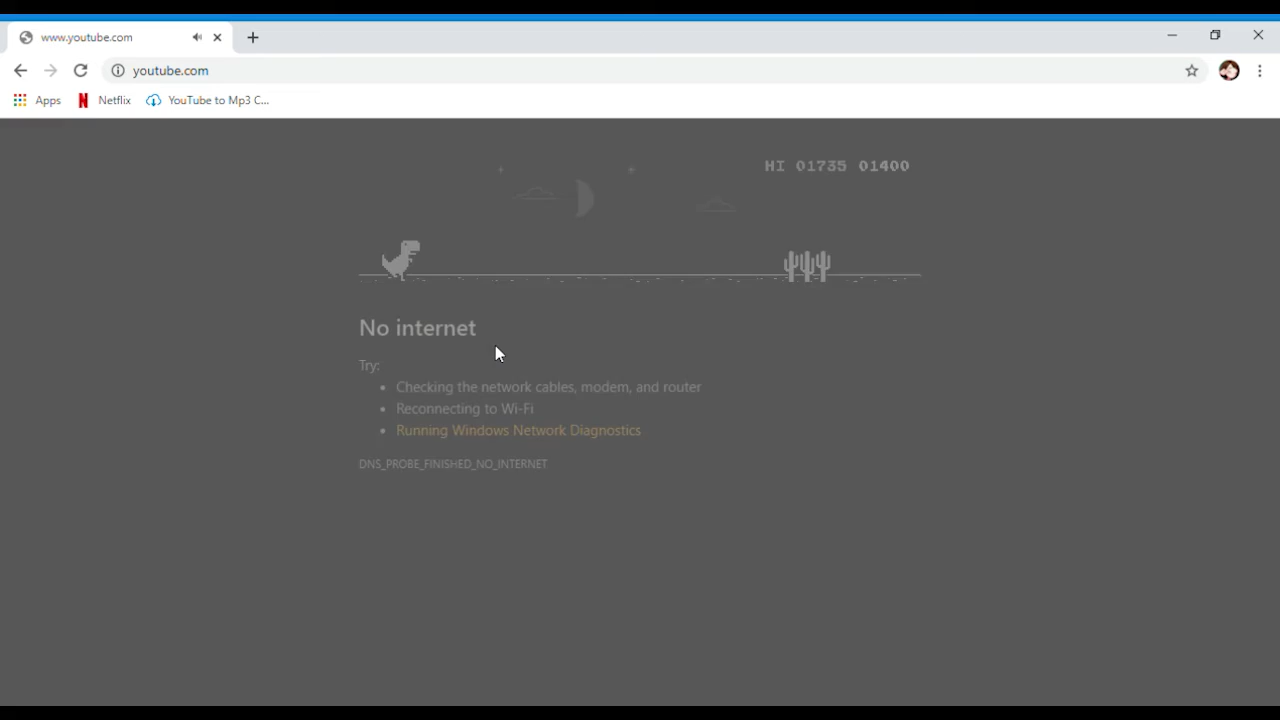 www.youtube.com
youtube.com
Apps Netflix YouTube to Mp3 C...
HI 01735 01400
No internet
Try:
Checking the network cables, modem, and router
Reconnecting to Wi-Fi
Running Windows Network Diagnostics
DNS_PROBE_FINISHED_NO_INTERNET